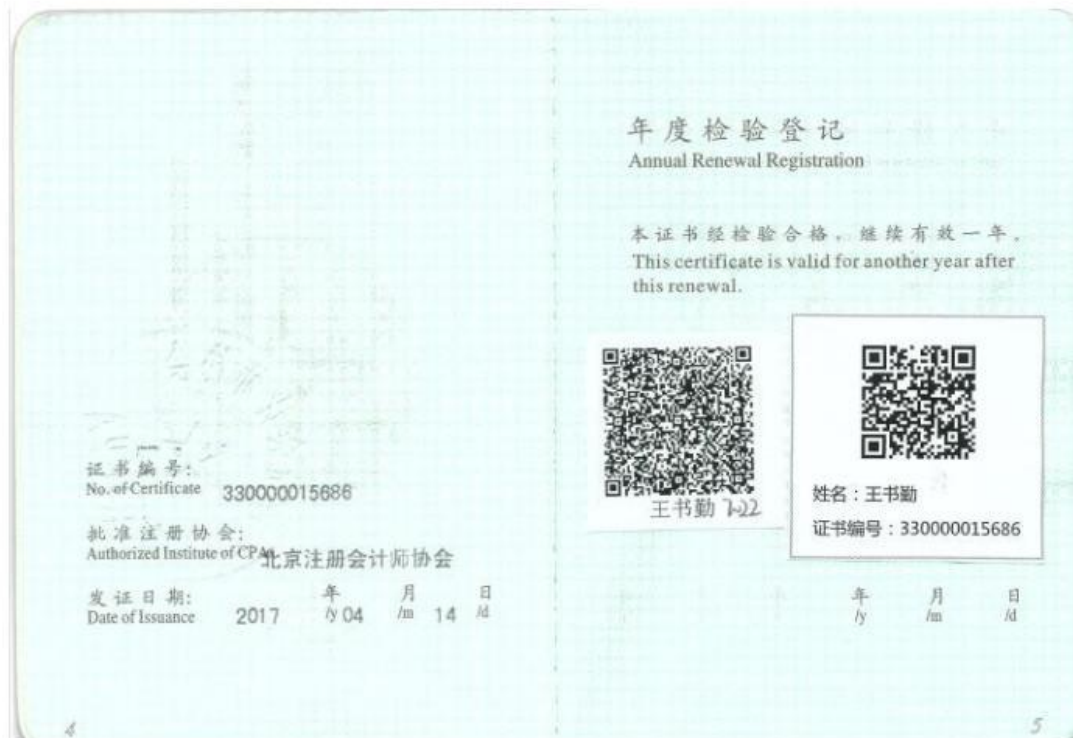 证书编号:
No. of Certificate 330000015686
批准注册协会:
Authorized Institute of CPAs 北京注册会计师协会
发证日期: 年 月 日
Date of Issuance 2017 /y 04 /m 14 /d
4
年度检验登记
Annual Renewal Registration
本证书经检验合格，继续有效一年。
This certificate is valid for another year after
this renewal.
王书勤
姓名：王书勤
证书编号：330000015686
年 月 日
/y /m /d
5